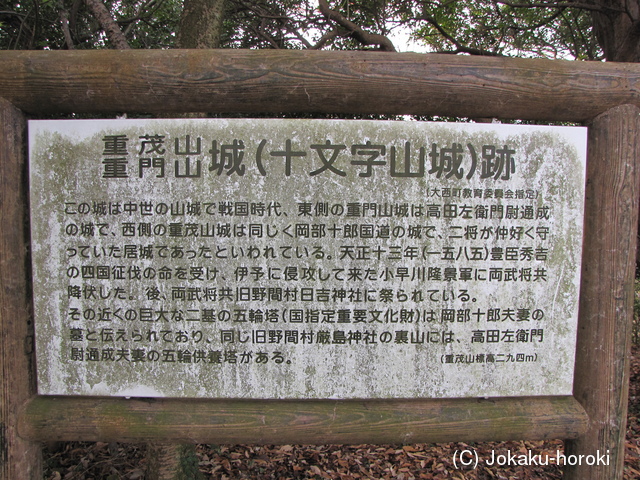 重茂山
重門山 城(十文字山城)跡
(大西町教育委員会指定)
この城は中世の山城で戦国時代、東側の重門山城は高田左衛門尉通成
の城で、西側の重茂山城は同じく岡部十郎国道の城で、二将が仲好く守
っていた居城であったといわれている。天正十三年(一五八五)豊臣秀吉
の四国征伐の命を受け、伊予に侵攻して来た小早川隆景軍に両武将共
降伏した。後、両武将共旧野間村日吉神社に祭られている。
その近くの巨大な二基の五輪塔(国指定重要文化財)は岡部十郎夫妻の
墓と伝えられており、同じ旧野間村厳島神社の裏山には、高田左衛門
尉通成夫妻の五輪供養塔がある。
(重茂山標高二九四m)
(C)Jokaku-horoki